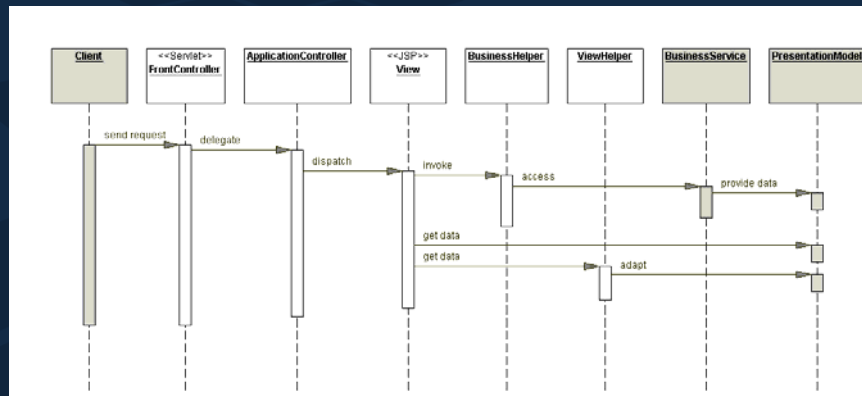 Client
<<Servlet>>
FrontController
ApplicationController
<<JSP>>
View
BusinessHelper
ViewHelper
BusinessService
PresentationModel
send request
delegate
dispatch
invoke
access
provide data
get data
get data
adapt